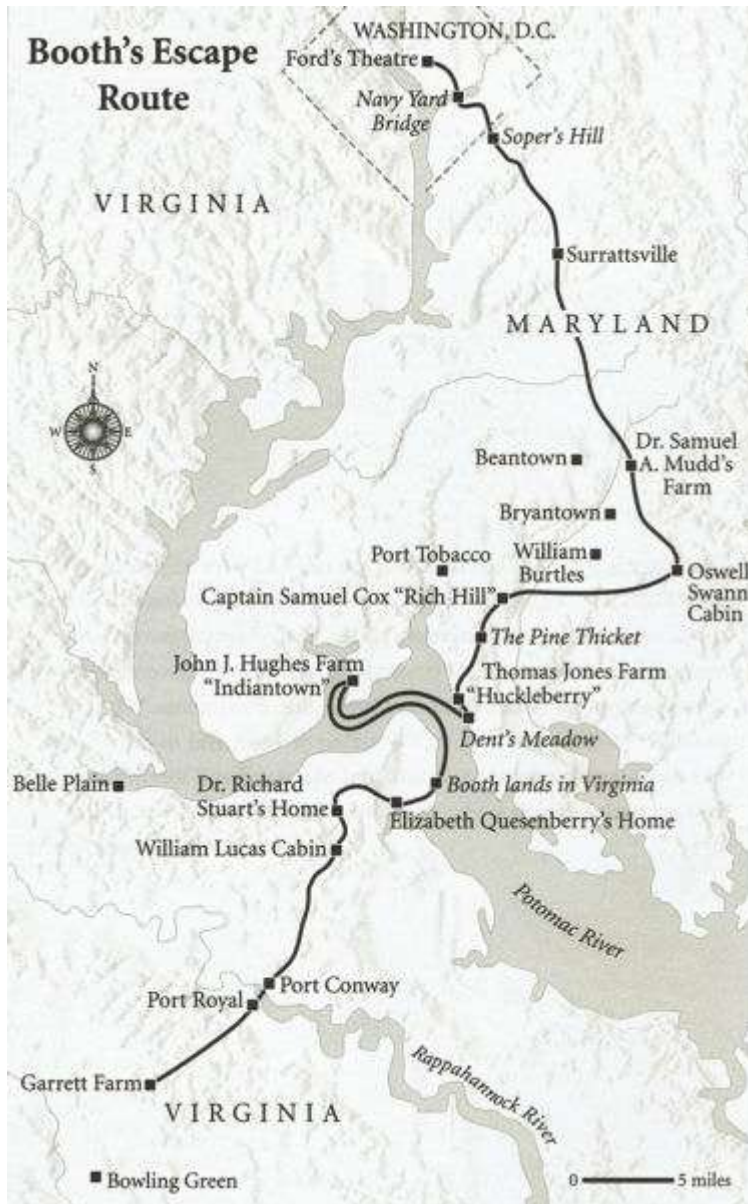 Booth's Escape
Route
WASHINGTON, D.C.
Ford's Theatre
Navy Yard
Bridge
Soper's Hill
VIRGINIA
Surrattsville
MARYLAND
N
W
E
S
Beantown
Dr. Samuel
A. Mudd's
Farm
Bryantown
Port Tobacco
William
Burtles
Oswell
Swann
Cabin
Captain Samuel Cox "Rich Hill"
The Pine Thicket
John J. Hughes Farm
"Indiantown"
Thomas Jones Farm
"Huckleberry"
Dent's Meadow
Belle Plain
Dr. Richard
Stuart's Home
Booth lands in Virginia
Elizabeth Quesenberry's Home
William Lucas Cabin
Potomac River
Port Conway
Port Royal
Garrett Farm
Rappahannock River
VIRGINIA
Bowling Green
0 5 miles